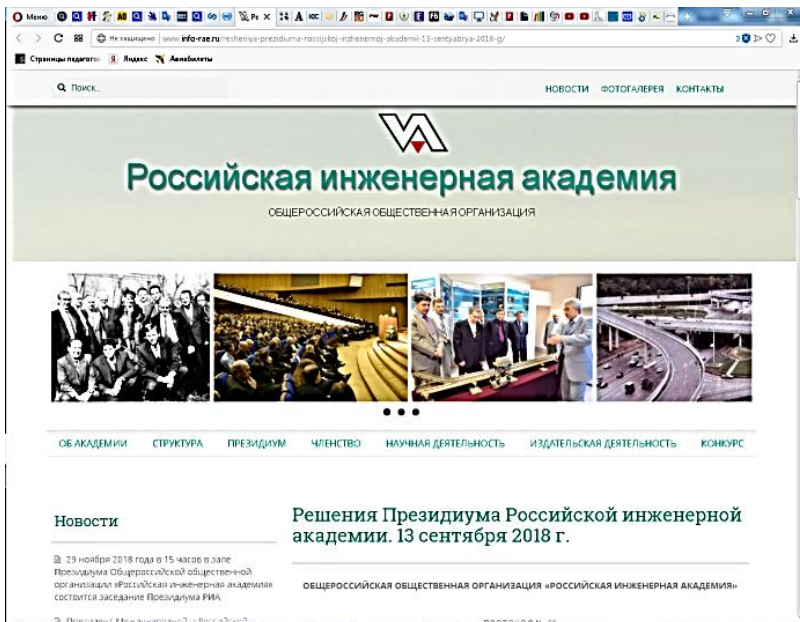 Меню
Не защищено www.info-rae.ru/resheniya-prezidiuma-rossijskoj-inzhenernoj-akademii-13-sentyabrya-2018-g/
3
Страницы педагогов Яндекс Авиабилеты
Поиск...
НОВОСТИ ФОТОГАЛЕРЕЯ КОНТАКТЫ
Российская инженерная академия
ОБЩЕРОССИЙСКАЯ ОБЩЕСТВЕННАЯ ОРГАНИЗАЦИЯ
ОБ АКАДЕМИИ СТРУКТУРА ПРЕЗИДИУМ ЧЛЕНСТВО НАУЧНАЯ ДЕЯТЕЛЬНОСТЬ ИЗДАТЕЛЬСКАЯ ДЕЯТЕЛЬНОСТЬ КОНКУРС
Новости
29 ноября 2018 года в 15 часов в зале
Президиума Общероссийской общественной
организации «Российская инженерная академия»
состоится заседание Президиума РИА
Решения Президиума Российской инженерной
академии. 13 сентября 2018 г.
ОБЩЕРОССИЙСКАЯ ОБЩЕСТВЕННАЯ ОРГАНИЗАЦИЯ «РОССИЙСКАЯ ИНЖЕНЕРНАЯ АКАДЕМИЯ»